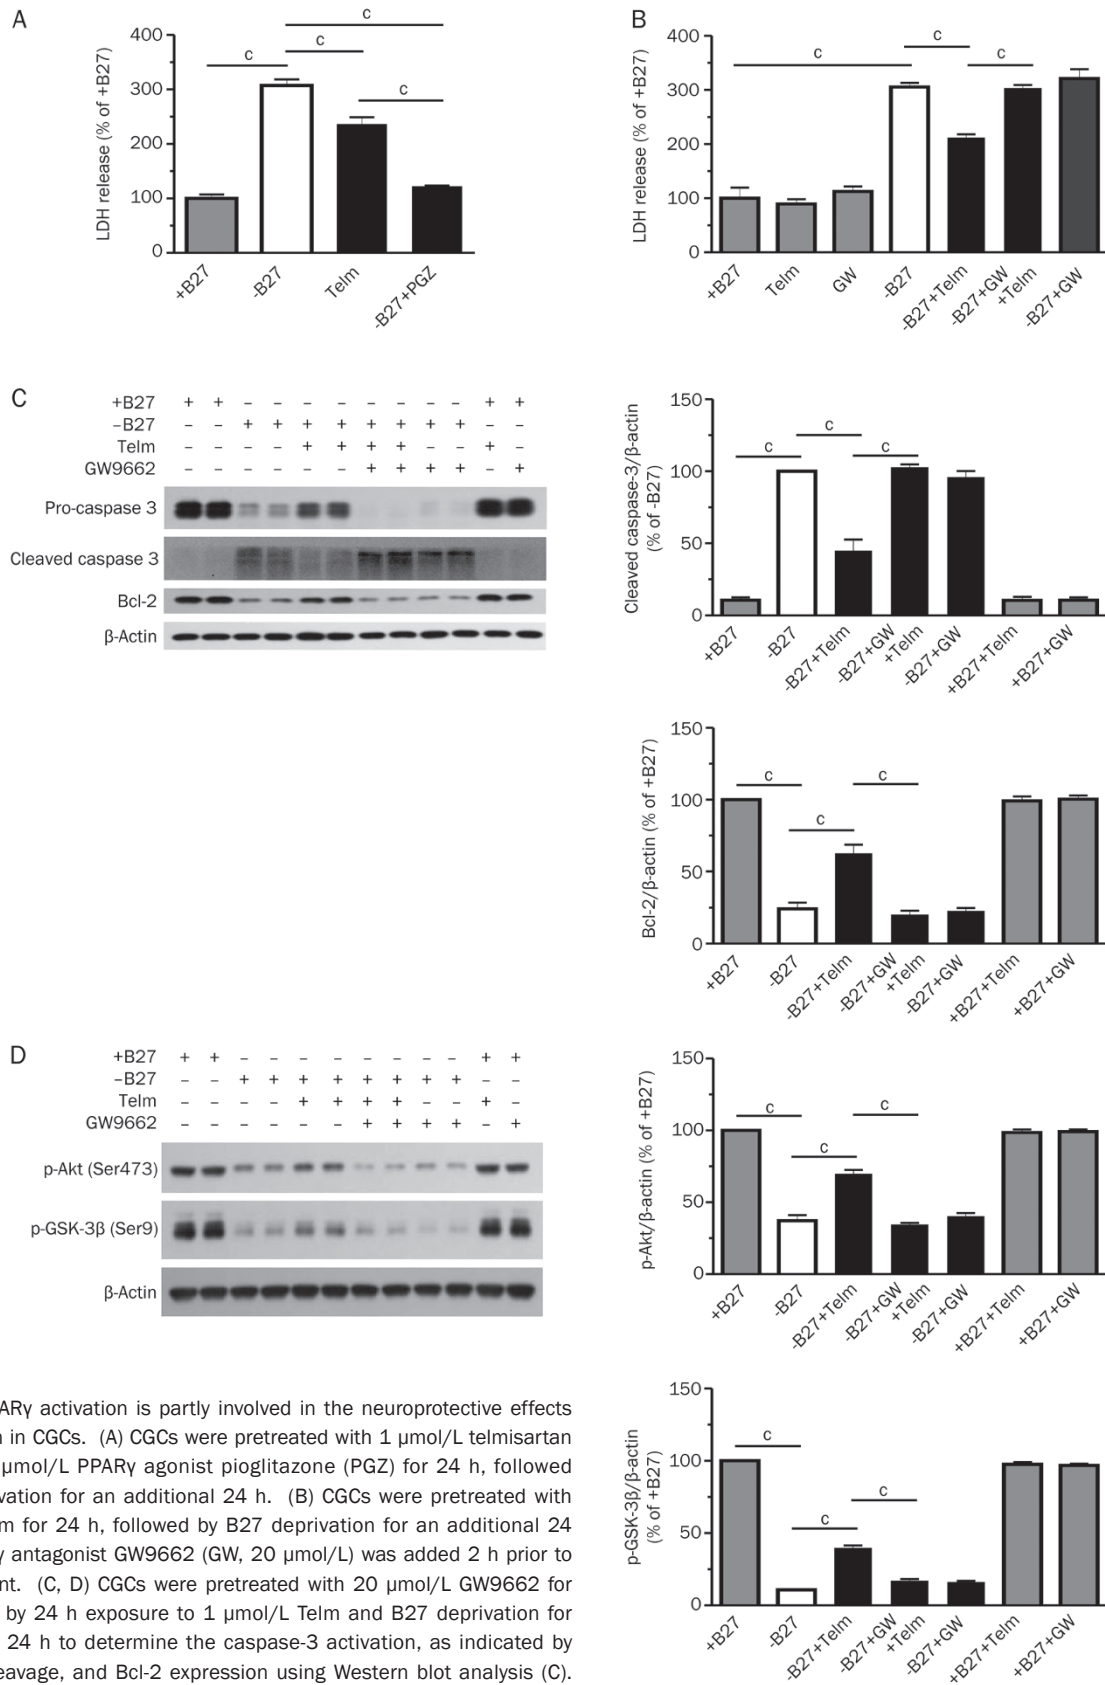 A
LDH release (% of +B27)
400
300
200
100
0
c
c
c
c
+B27
-B27
Telm
-B27+PGZ
B
LDH release (% of +B27)
400
300
200
100
0
c
c
c
+B27
Telm
GW
-B27
-B27+Telm
-B27+GW
+Telm
-B27+GW
C
+B27 + + – – – – – – – – + +
–B27 – – + + + + + + + + – –
Telm – – – – + + + + – – + –
GW9662 – – – – – – + + + + – +
Pro-caspase 3
Cleaved caspase 3
Bcl-2
β-Actin
Cleaved caspase-3/β-actin
(% of -B27)
150
100
50
0
c
c
c
+B27
-B27
-B27+Telm
-B27+GW
+Telm
-B27+GW
+B27+Telm
+B27+GW
Bcl-2/β-actin (% of +B27)
150
100
50
0
c
c
c
+B27
-B27
-B27+Telm
-B27+GW
+Telm
-B27+GW
+B27+Telm
+B27+GW
D
+B27 + + – – – – – – – – + +
–B27 – – + + + + + + + + – –
Telm – – – – + + + + – – + –
GW9662 – – – – – – + + + + – +
p-Akt (Ser473)
p-GSK-3β (Ser9)
β-Actin
p-Akt/β-actin (% of +B27)
150
100
50
0
c
c
c
+B27
-B27
-B27+Telm
-B27+GW
+Telm
-B27+GW
+B27+Telm
+B27+GW
p-GSK-3β/β-actin
(% of +B27)
150
100
50
0
c
c
c
+B27
-B27
-B27+Telm
-B27+GW
+Telm
-B27+GW
+B27+Telm
+B27+GW
ARγ activation is partly involved in the neuroprotective effects
in CGCs. (A) CGCs were pretreated with 1 μmol/L telmisartan
μmol/L PPARγ agonist pioglitazone (PGZ) for 24 h, followed
vation for an additional 24 h. (B) CGCs were pretreated with
m for 24 h, followed by B27 deprivation for an additional 24
antagonist GW9662 (GW, 20 μmol/L) was added 2 h prior to
nt. (C, D) CGCs were pretreated with 20 μmol/L GW9662 for
by 24 h exposure to 1 μmol/L Telm and B27 deprivation for
24 h to determine the caspase-3 activation, as indicated by
eavage, and Bcl-2 expression using Western blot analysis (C).